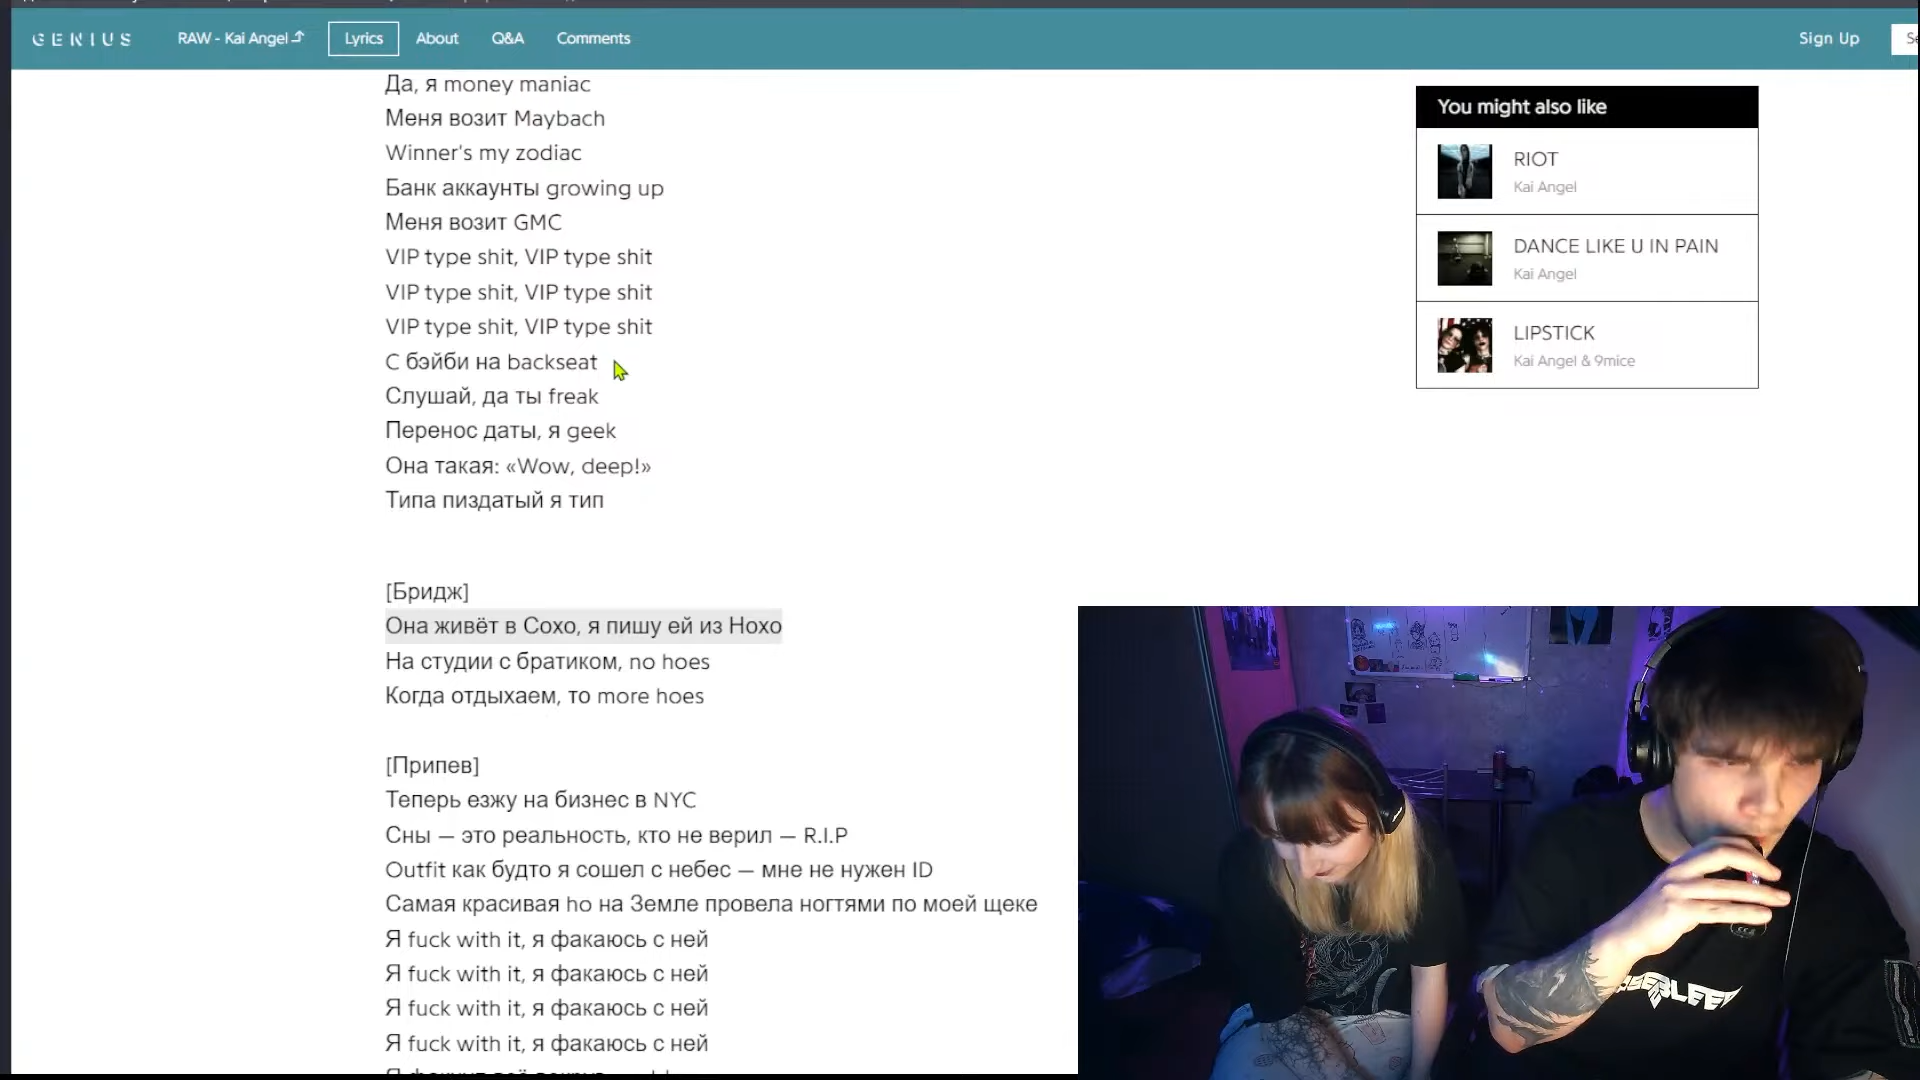 GENIUS
RAW - Kai Angel
Lyrics
About
Q&A
Comments
Sign Up
Да, я money maniac
Меня возит Maybach
Winner's my zodiac
Банк аккаунты growing up
Меня возит GMC
VIP type shit, VIP type shit
VIP type shit, VIP type shit
VIP type shit, VIP type shit
С бэйби на backseat
Слушай, да ты freak
Перенос даты, я geek
Она такая: «Wow, deep!»
Типа пиздатый я тип
[Бридж]
Она живёт в Сохо, я пишу ей из Нохо
На студии с братиком, no hoes
Когда отдыхаем, то more hoes
[Припев]
Теперь езжу на бизнес в NYC
Сны — это реальность, кто не верил — R.I.P
Outfit как будто я сошел с небес — мне не нужен ID
Самая красивая ho на Земле провела ногтями по моей щеке
Я fuck with it, я факаюсь с ней
Я fuck with it, я факаюсь с ней
Я fuck with it, я факаюсь с ней
Я fuck with it, я факаюсь с ней
You might also like
RIOT
Kai Angel
DANCE LIKE U IN PAIN
Kai Angel
LIPSTICK
Kai Angel & 9mice